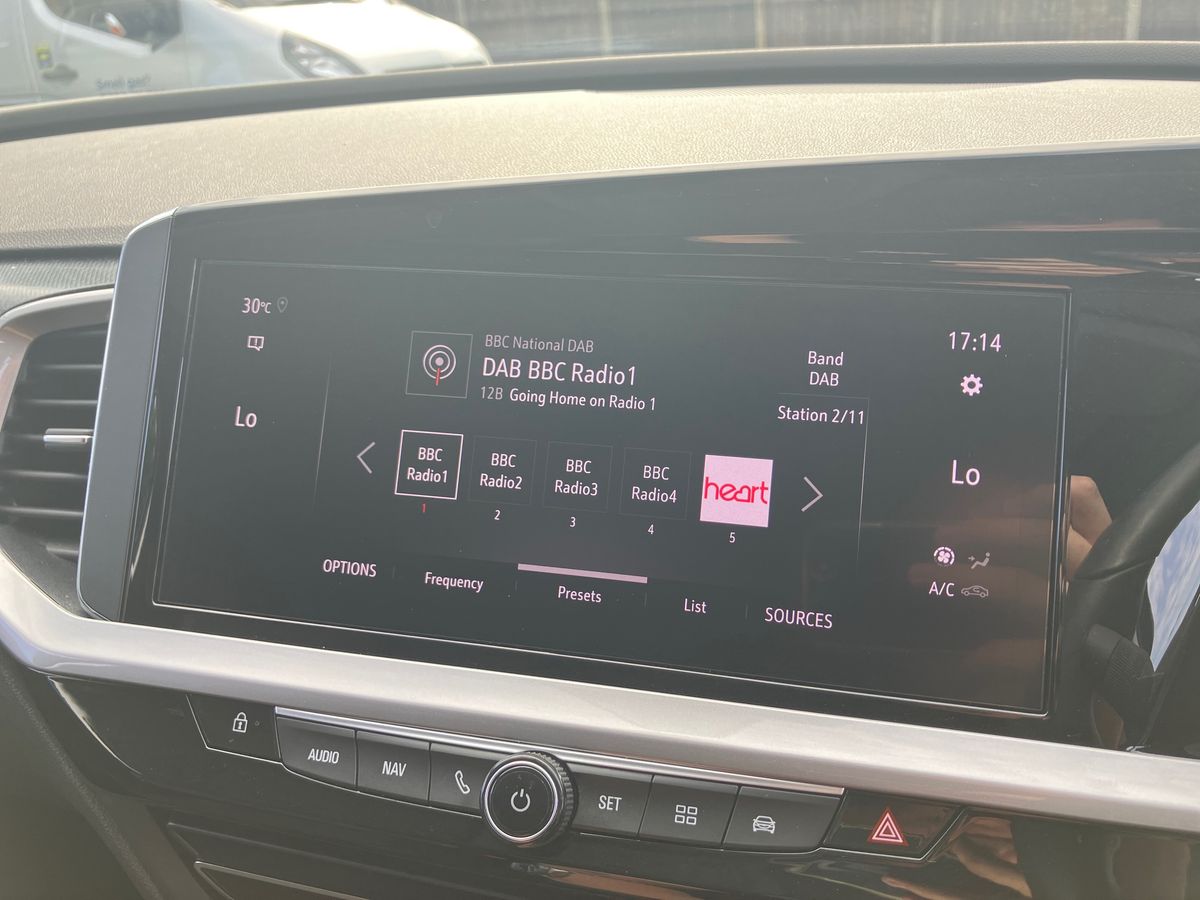 30°C
17:14
BBC National DAB
DAB BBC Radio1
12B Going Home on Radio 1
Band
DAB
Station 2/11
Lo
Lo
BBC
Radio1
BBC
Radio2
BBC
Radio3
BBC
Radio4
heart
1
2
3
4
5
A/C
OPTIONS
Frequency
Presets
List
SOURCES
AUDIO
NAV
SET